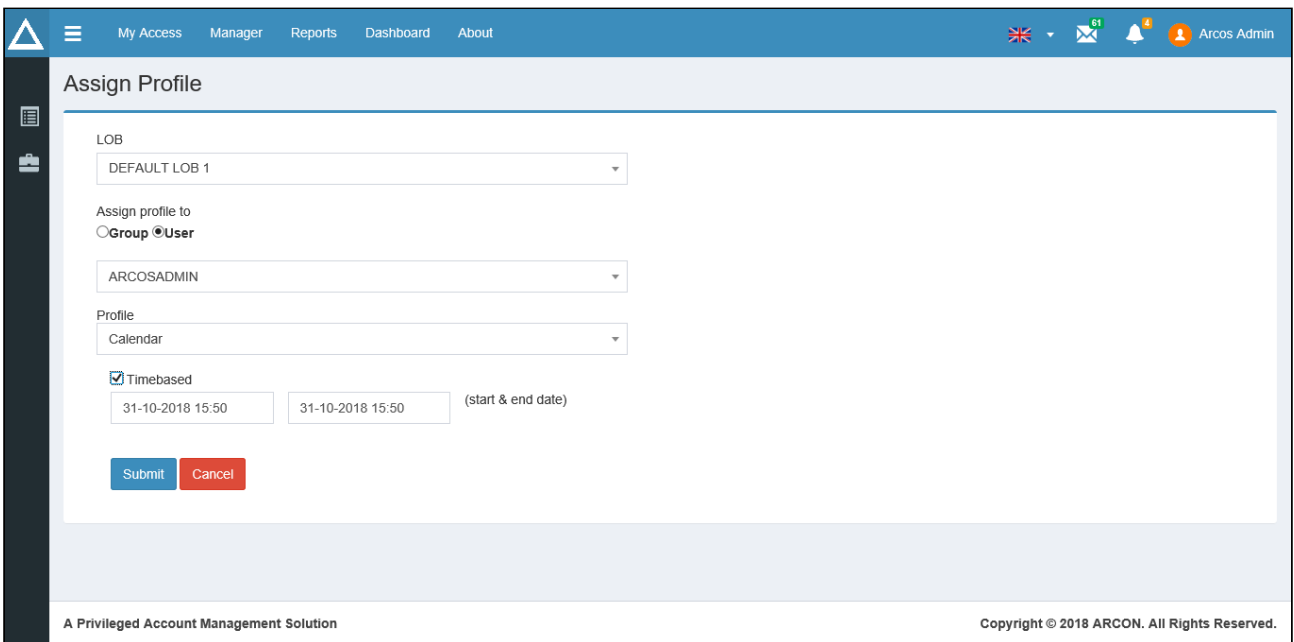 My Access Manager Reports Dashboard About 61 4 Arcos Admin
Assign Profile
LOB
DEFAULT LOB 1
Assign profile to
Group User
ARCOSADMIN
Profile
Calendar
Timebased
31-10-2018 15:50 31-10-2018 15:50 (start & end date)
Submit Cancel
A Privileged Account Management Solution Copyright © 2018 ARCON. All Rights Reserved.